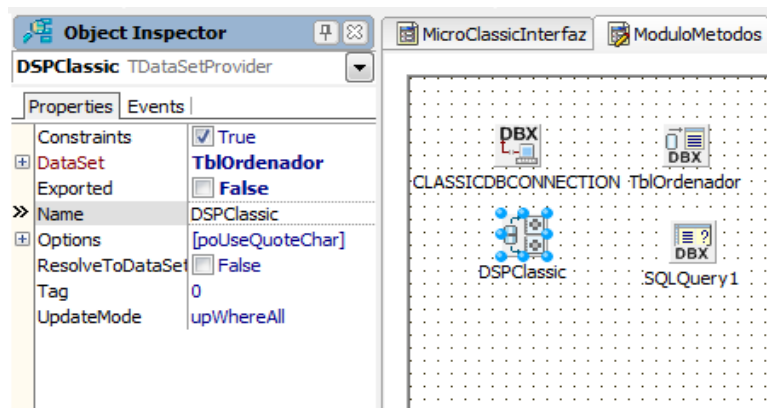 Object Inspector
DSPClassic TDataSetProvider
Properties Events
Constraints True
DataSet TblOrdenador
Exported False
Name DSPClassic
Options [poUseQuoteChar]
ResolveToDataSet False
Tag 0
UpdateMode upWhereAll
MicroClassicInterfaz ModuloMetodos
DBX
DBX
CLASSICDBCONNECTION TblOrdenador
DBX
DSPClassic SQLQuery1